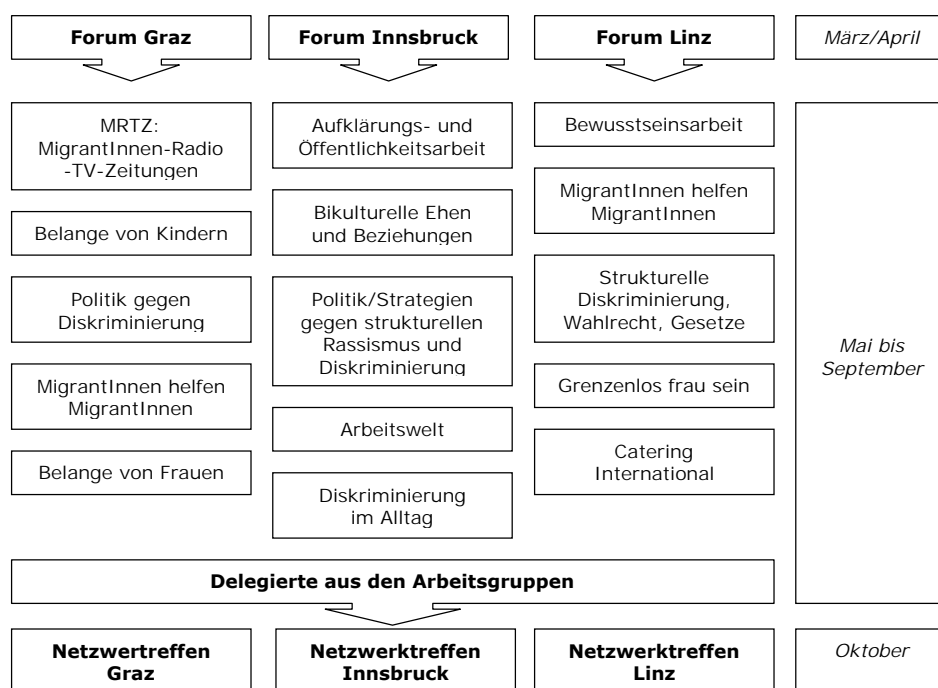 Forum Graz
Forum Innsbruck
Forum Linz
März/April
MRTZ:
MigrantInnen-Radio
-TV-Zeitungen
Belange von Kindern
Politik gegen
Diskriminierung
MigrantInnen helfen
MigrantInnen
Belange von Frauen
Aufklärungs- und
Öffentlichkeitsarbeit
Bikulturelle Ehen
und Beziehungen
Politik/Strategien
gegen strukturellen
Rassismus und
Diskriminierung
Arbeitswelt
Diskriminierung
im Alltag
Bewusstseinsarbeit
MigrantInnen helfen
MigrantInnen
Strukturelle
Diskriminierung,
Wahlrecht, Gesetze
Grenzenlos frau sein
Catering
International
Mai bis
September
Delegierte aus den Arbeitsgruppen
Netzwertreffen
Graz
Netzwerktreffen
Innsbruck
Netzwerktreffen
Linz
Oktober